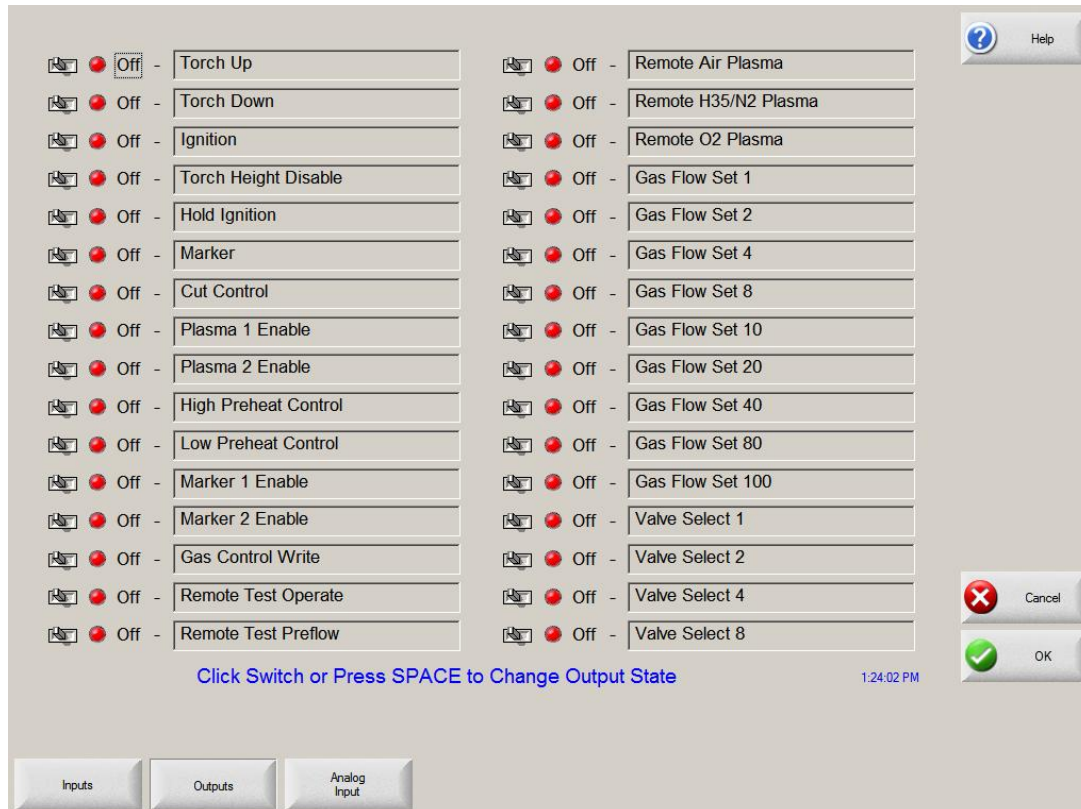 Off - Torch Up
Off - Torch Down
Off - Ignition
Off - Torch Height Disable
Off - Hold Ignition
Off - Marker
Off - Cut Control
Off - Plasma 1 Enable
Off - Plasma 2 Enable
Off - High Preheat Control
Off - Low Preheat Control
Off - Marker 1 Enable
Off - Marker 2 Enable
Off - Gas Control Write
Off - Remote Test Operate
Off - Remote Test Preflow
Off - Remote Air Plasma
Off - Remote H35/N2 Plasma
Off - Remote O2 Plasma
Off - Gas Flow Set 1
Off - Gas Flow Set 2
Off - Gas Flow Set 4
Off - Gas Flow Set 8
Off - Gas Flow Set 10
Off - Gas Flow Set 20
Off - Gas Flow Set 40
Off - Gas Flow Set 80
Off - Gas Flow Set 100
Off - Valve Select 1
Off - Valve Select 2
Off - Valve Select 4
Off - Valve Select 8
Help
Cancel
OK
Click Switch or Press SPACE to Change Output State
1:24:02 PM
Inputs
Outputs
Analog
Input